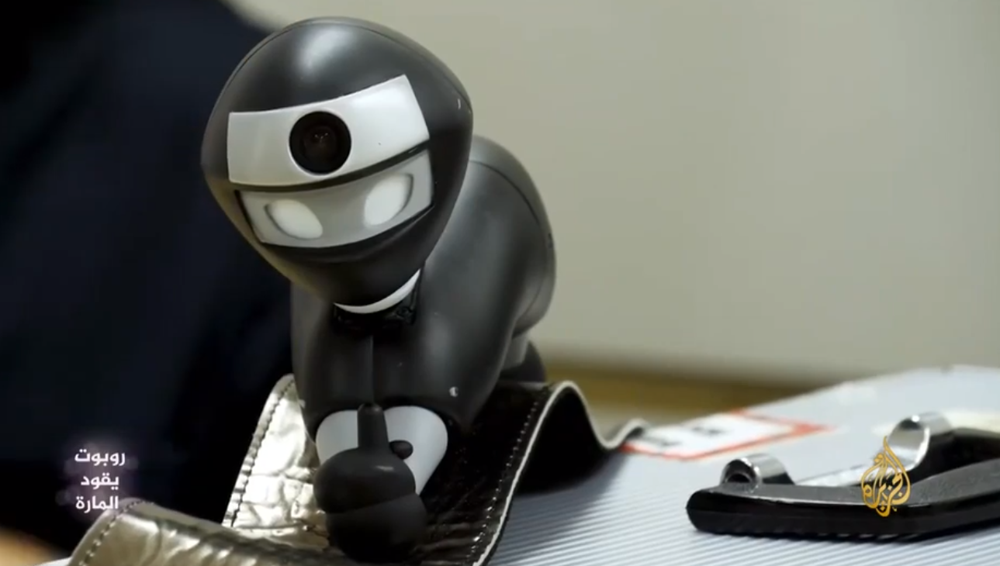 روبوت
يقود
المارة